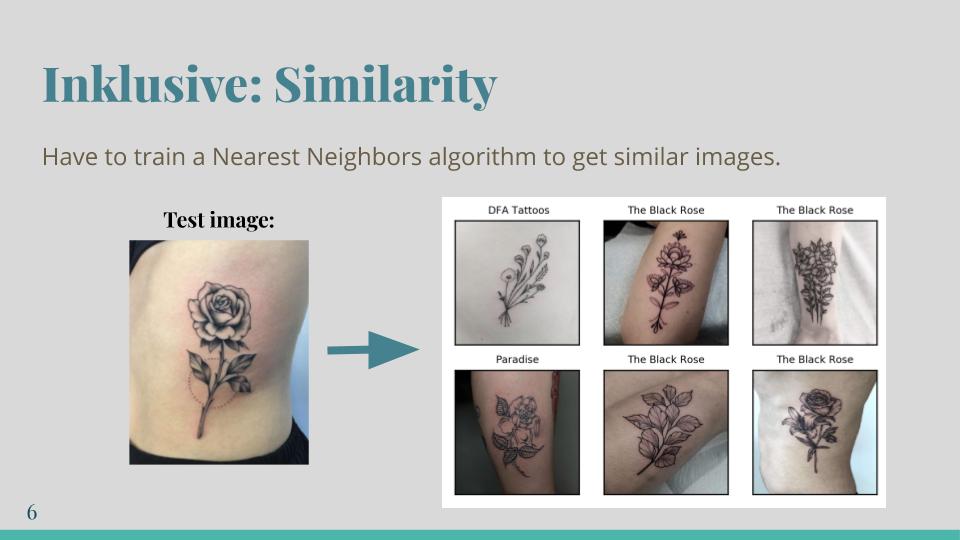 Inklusive: Similarity
Have to train a Nearest Neighbors algorithm to get similar images.
Test image:
DFA Tattoos
The Black Rose
The Black Rose
Paradise
The Black Rose
The Black Rose
6